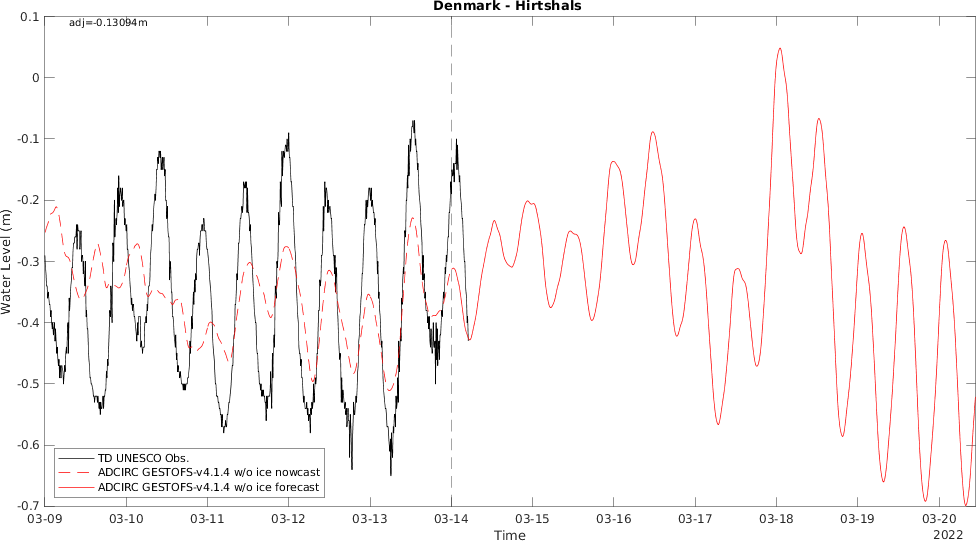 Denmark - Hirtshals
adj=-0.13094m
0.1
0
-0.1
-0.2
-0.3
-0.4
-0.5
-0.6
-0.7
Water Level (m)
TD UNESCO Obs.
ADCIRC GESTOFS-v4.1.4 w/o ice nowcast
ADCIRC GESTOFS-v4.1.4 w/o ice forecast
03-09 03-10 03-11 03-12 03-13 03-14 03-15 03-16 03-17 03-18 03-19 03-20
Time
2022